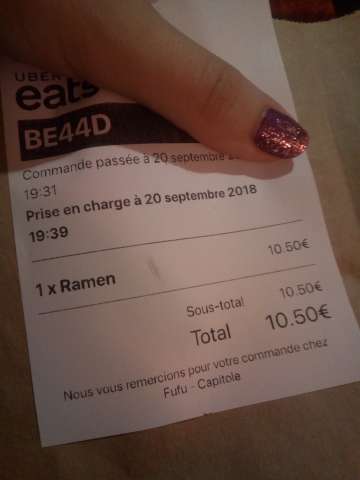 UBER
eats
BE44D
Commande passée à 20 septembre
19:31
Prise en charge à 20 septembre 2018
19:39
10.50€
1 x Ramen
Sous-total 10.50€
Total 10.50€
Nous vous remercions pour votre commande chez
Fufu - Capitole